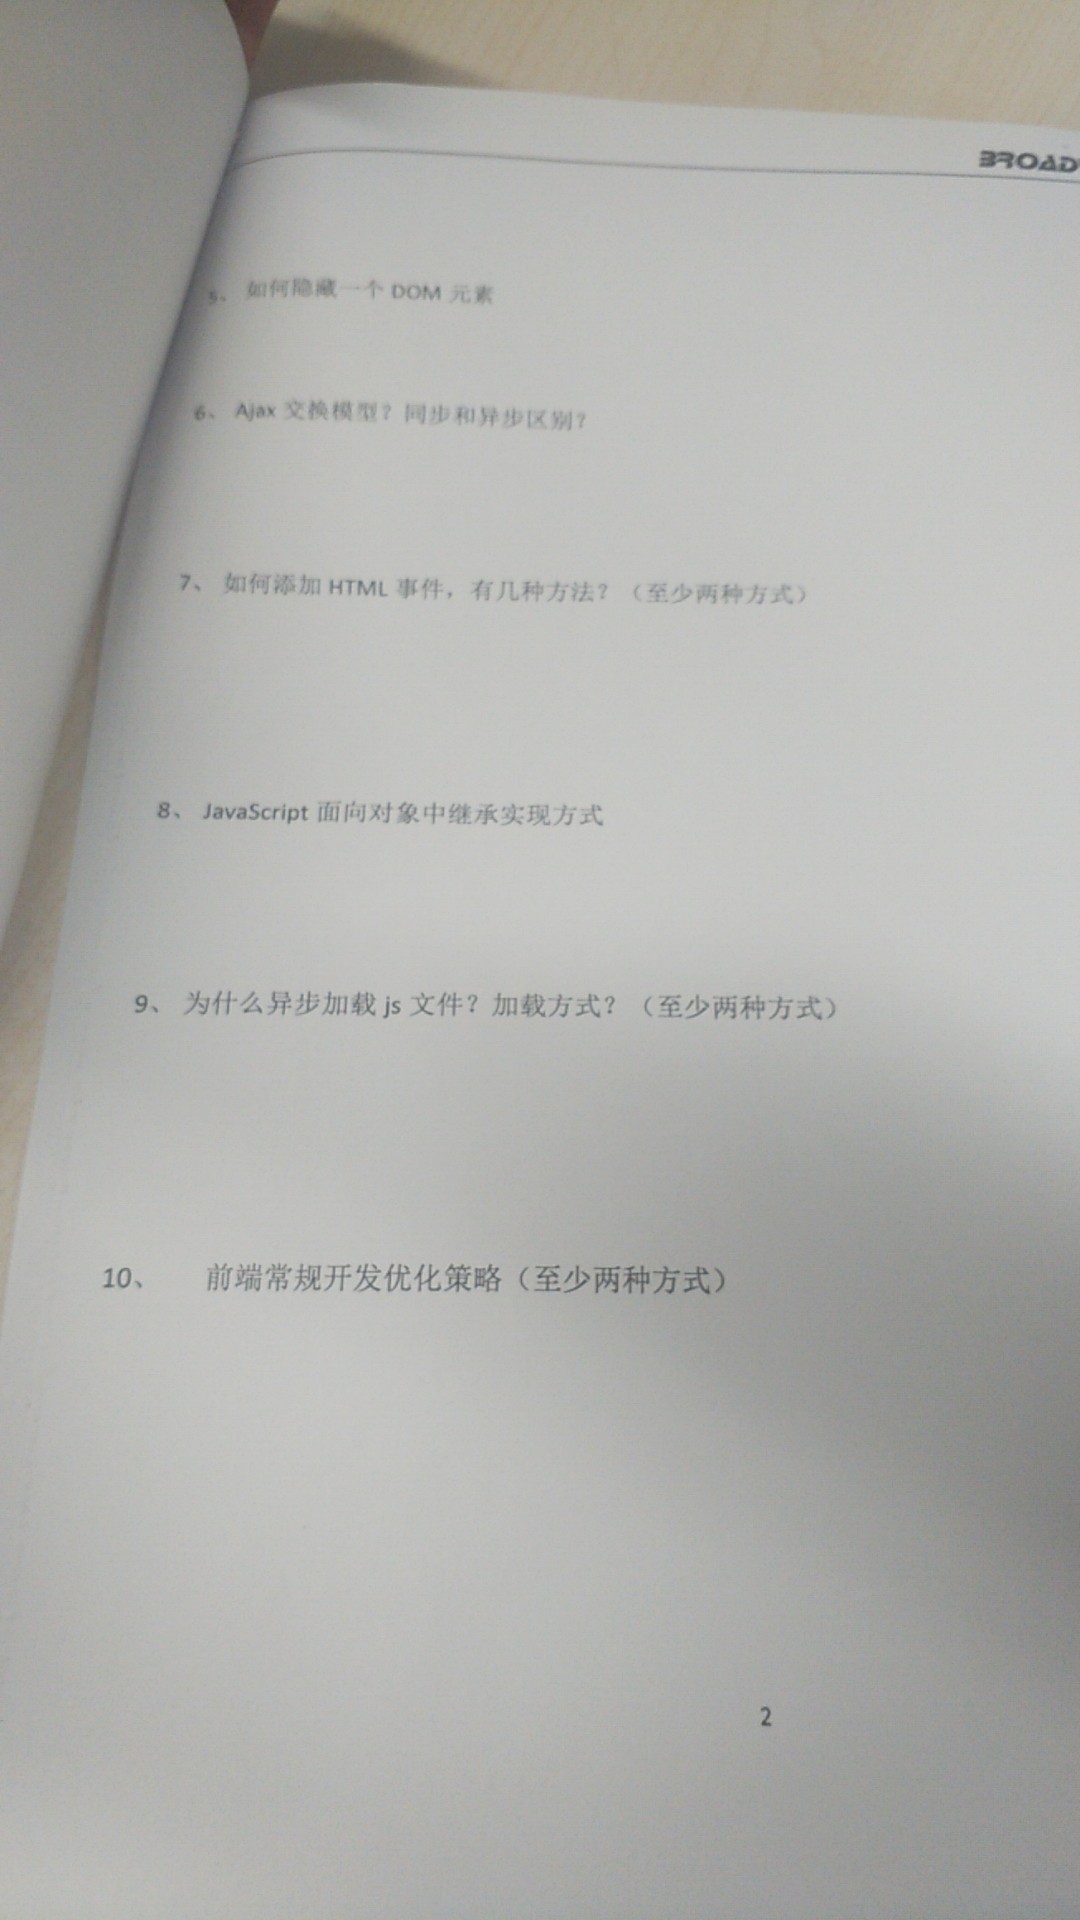 BROAD
5、 如何隐藏一个 DOM 元素
6、 Ajax 交换模型？同步和异步区别？
7、 如何添加 HTML 事件，有几种方法？（至少两种方式）
8、 JavaScript 面向对象中继承实现方式
9、 为什么异步加载 js 文件？加载方式？（至少两种方式）
10、 前端常规开发优化策略（至少两种方式）
2